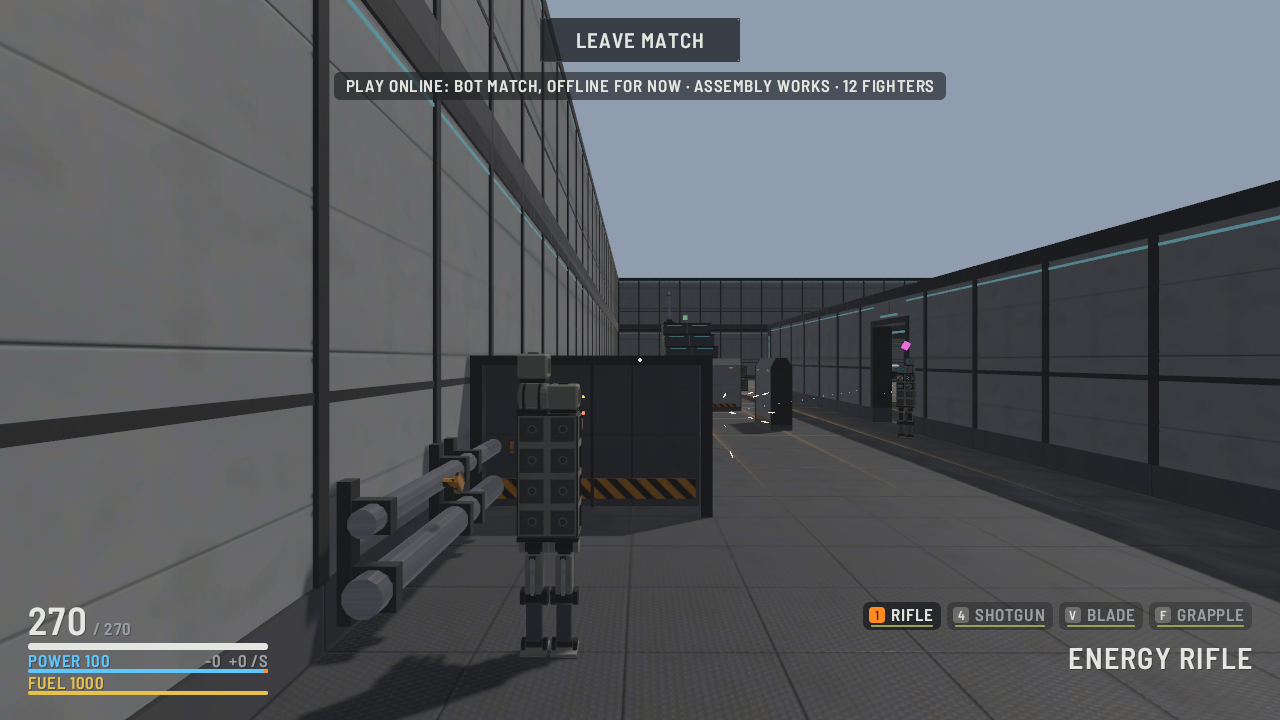 LEAVE MATCH
PLAY ONLINE: BOT MATCH, OFFLINE FOR NOW · ASSEMBLY WORKS · 12 FIGHTERS
270 / 270
POWER 100 -0 +0 /S
FUEL 1000
1 RIFLE 4 SHOTGUN V BLADE F GRAPPLE
ENERGY RIFLE